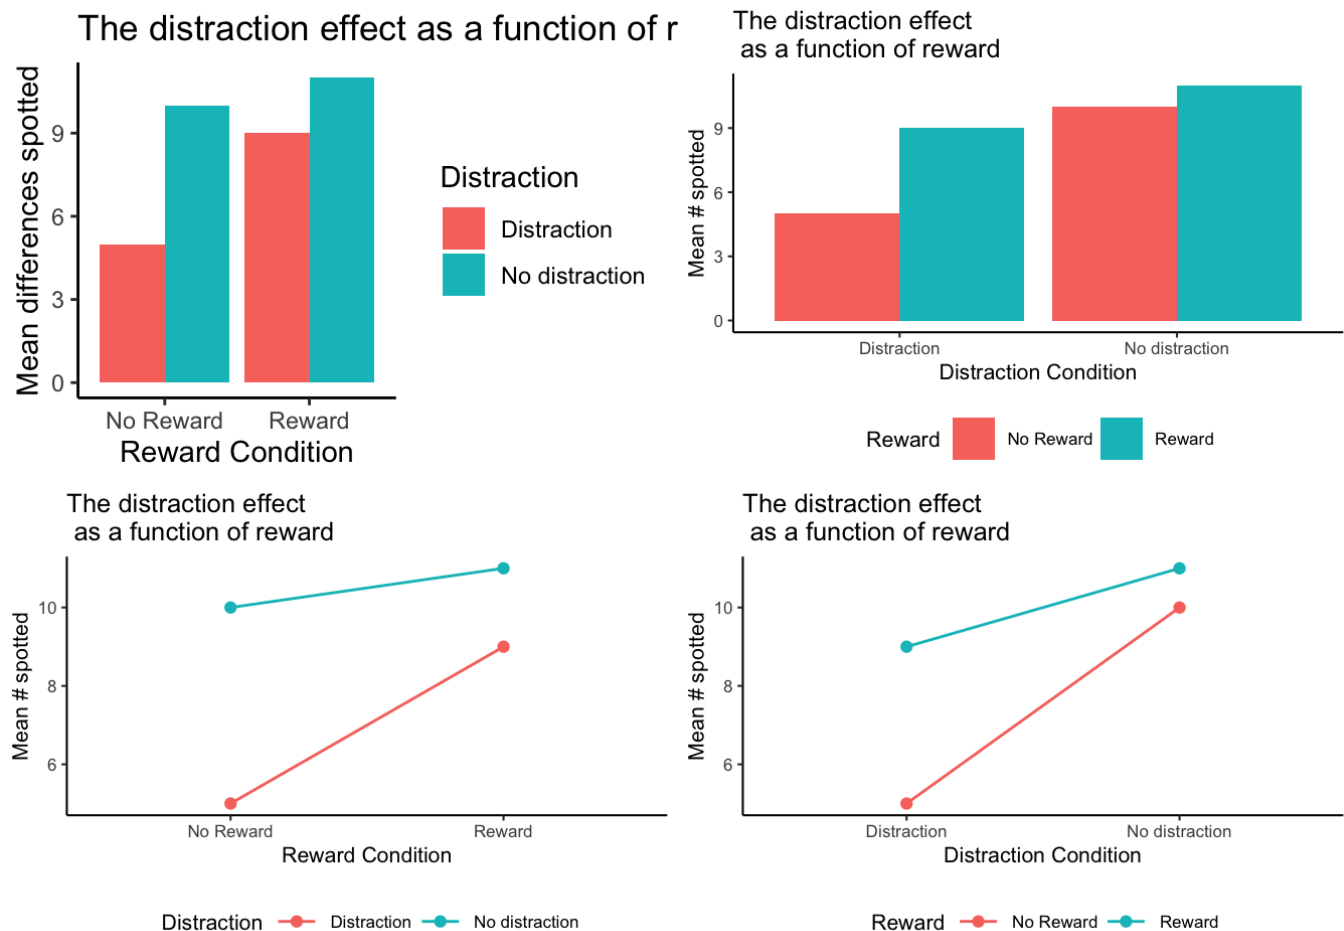 The distraction effect as a function of r
Mean differences spotted
9
6
3
0
No Reward Reward
Reward Condition
Distraction
Distraction
No distraction
The distraction effect
as a function of reward
Mean # spotted
9
6
3
0
Distraction No distraction
Distraction Condition
Reward No Reward Reward
The distraction effect
as a function of reward
Mean # spotted
10
8
6
No Reward Reward
Reward Condition
Distraction Distraction No distraction
The distraction effect
as a function of reward
Mean # spotted
10
8
6
Distraction No distraction
Distraction Condition
Reward No Reward Reward